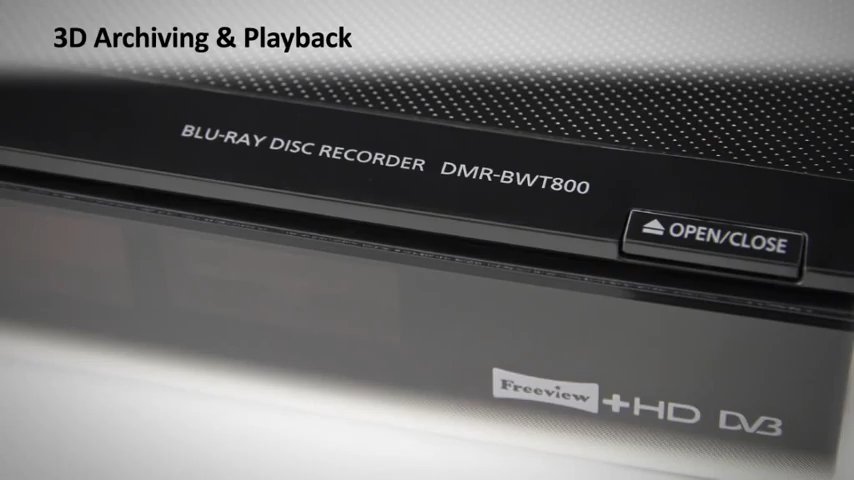 3D Archiving & Playback
BLU-RAY DISC RECORDER DMR-BWT800
OPEN/CLOSE
Freeview +HD DVB